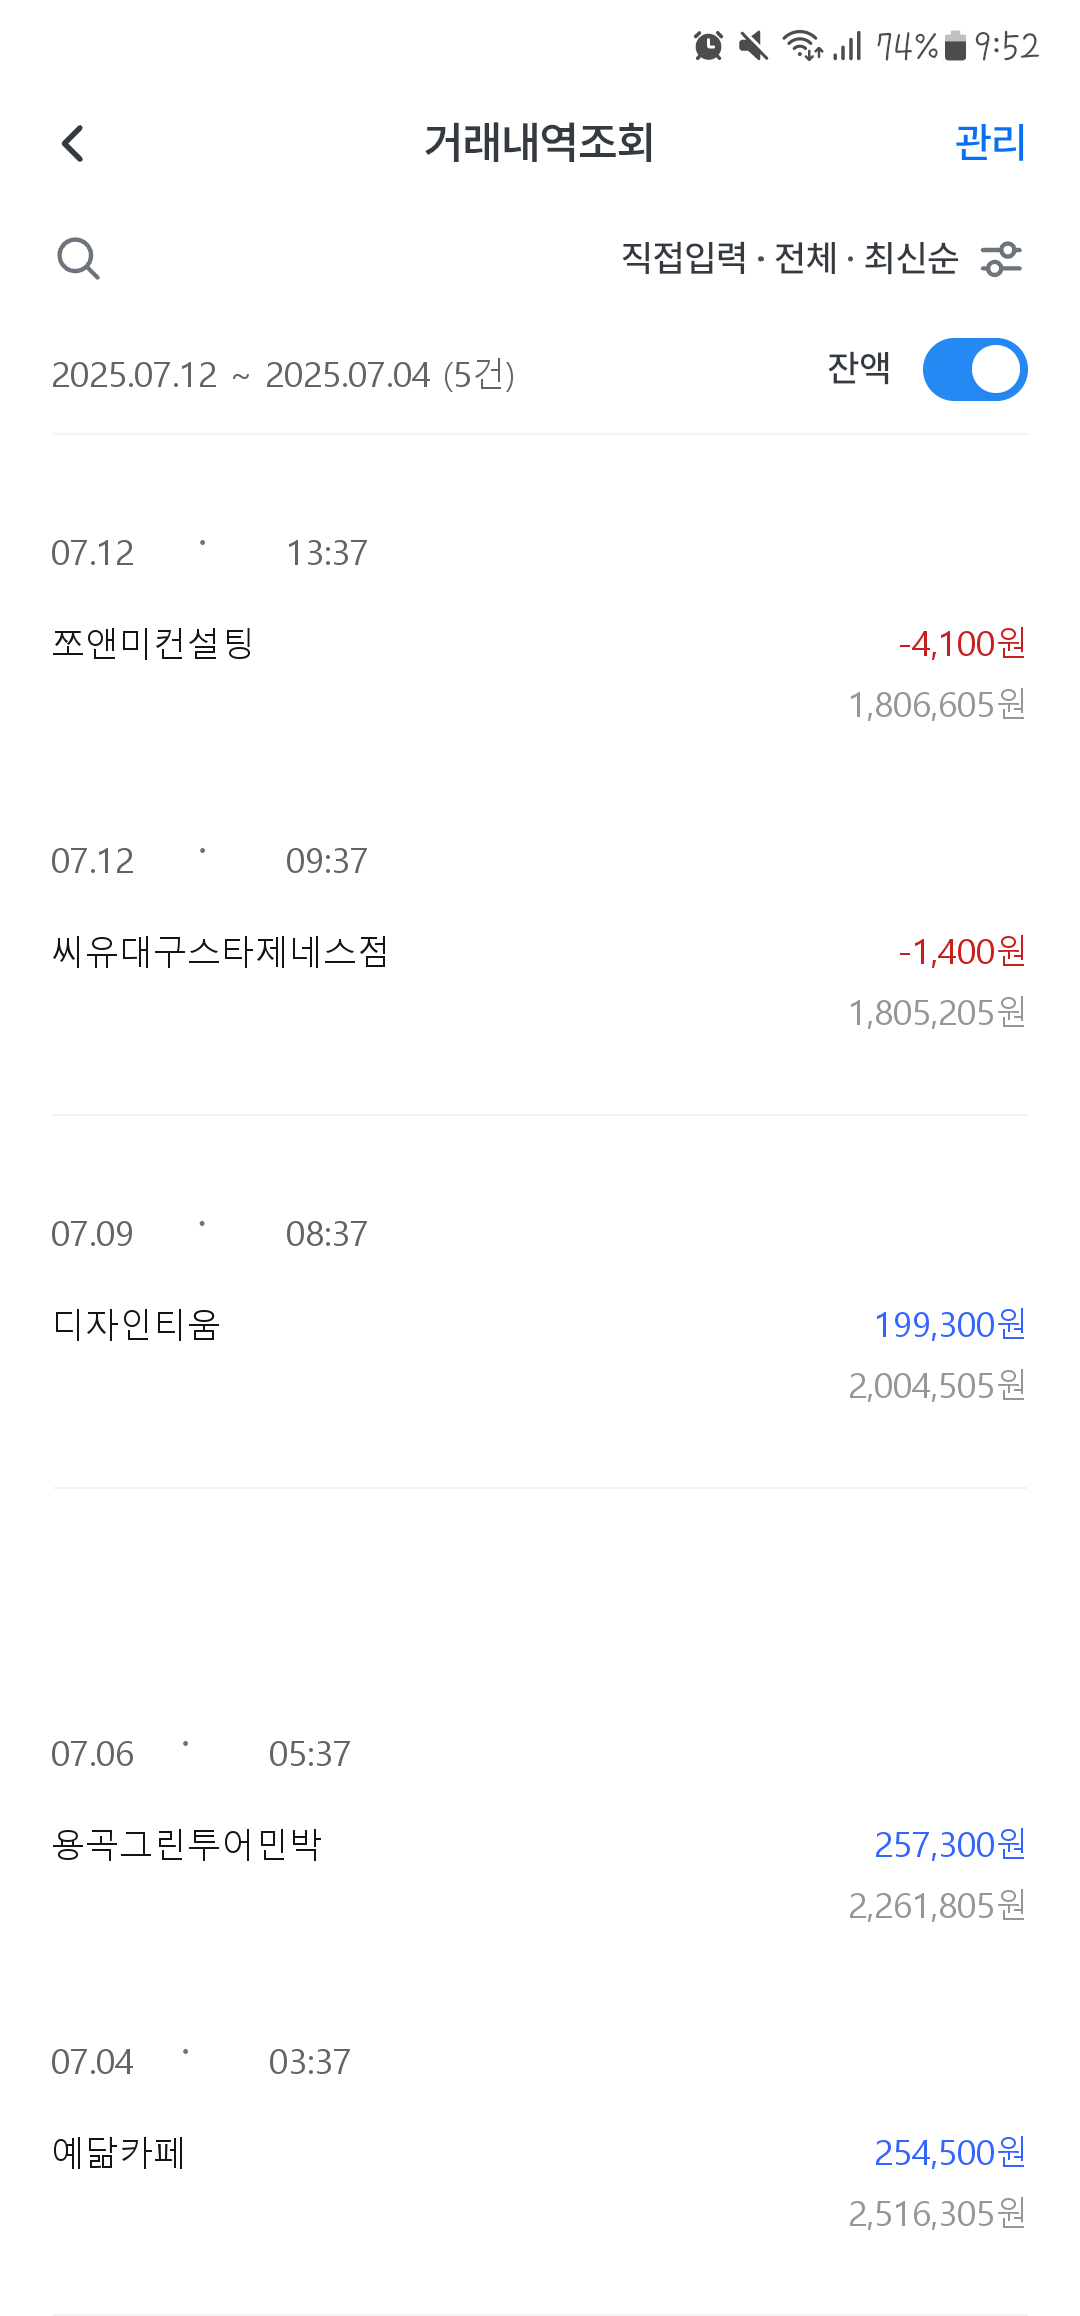 74% 9:52
거래내역조회 관리
직접입력 · 전체 · 최신순
2025.07.12 ~ 2025.07.04 (5건) 잔액
07.12 · 13:37
쪼앤미컨설팅 -4,100원
1,806,605원
07.12 · 09:37
씨유대구스타제네스점 -1,400원
1,805,205원
07.09 · 08:37
디자인티움 199,300원
2,004,505원
07.06 · 05:37
용곡그린투어민박 257,300원
2,261,805원
07.04 · 03:37
예닮카페 254,500원
2,516,305원